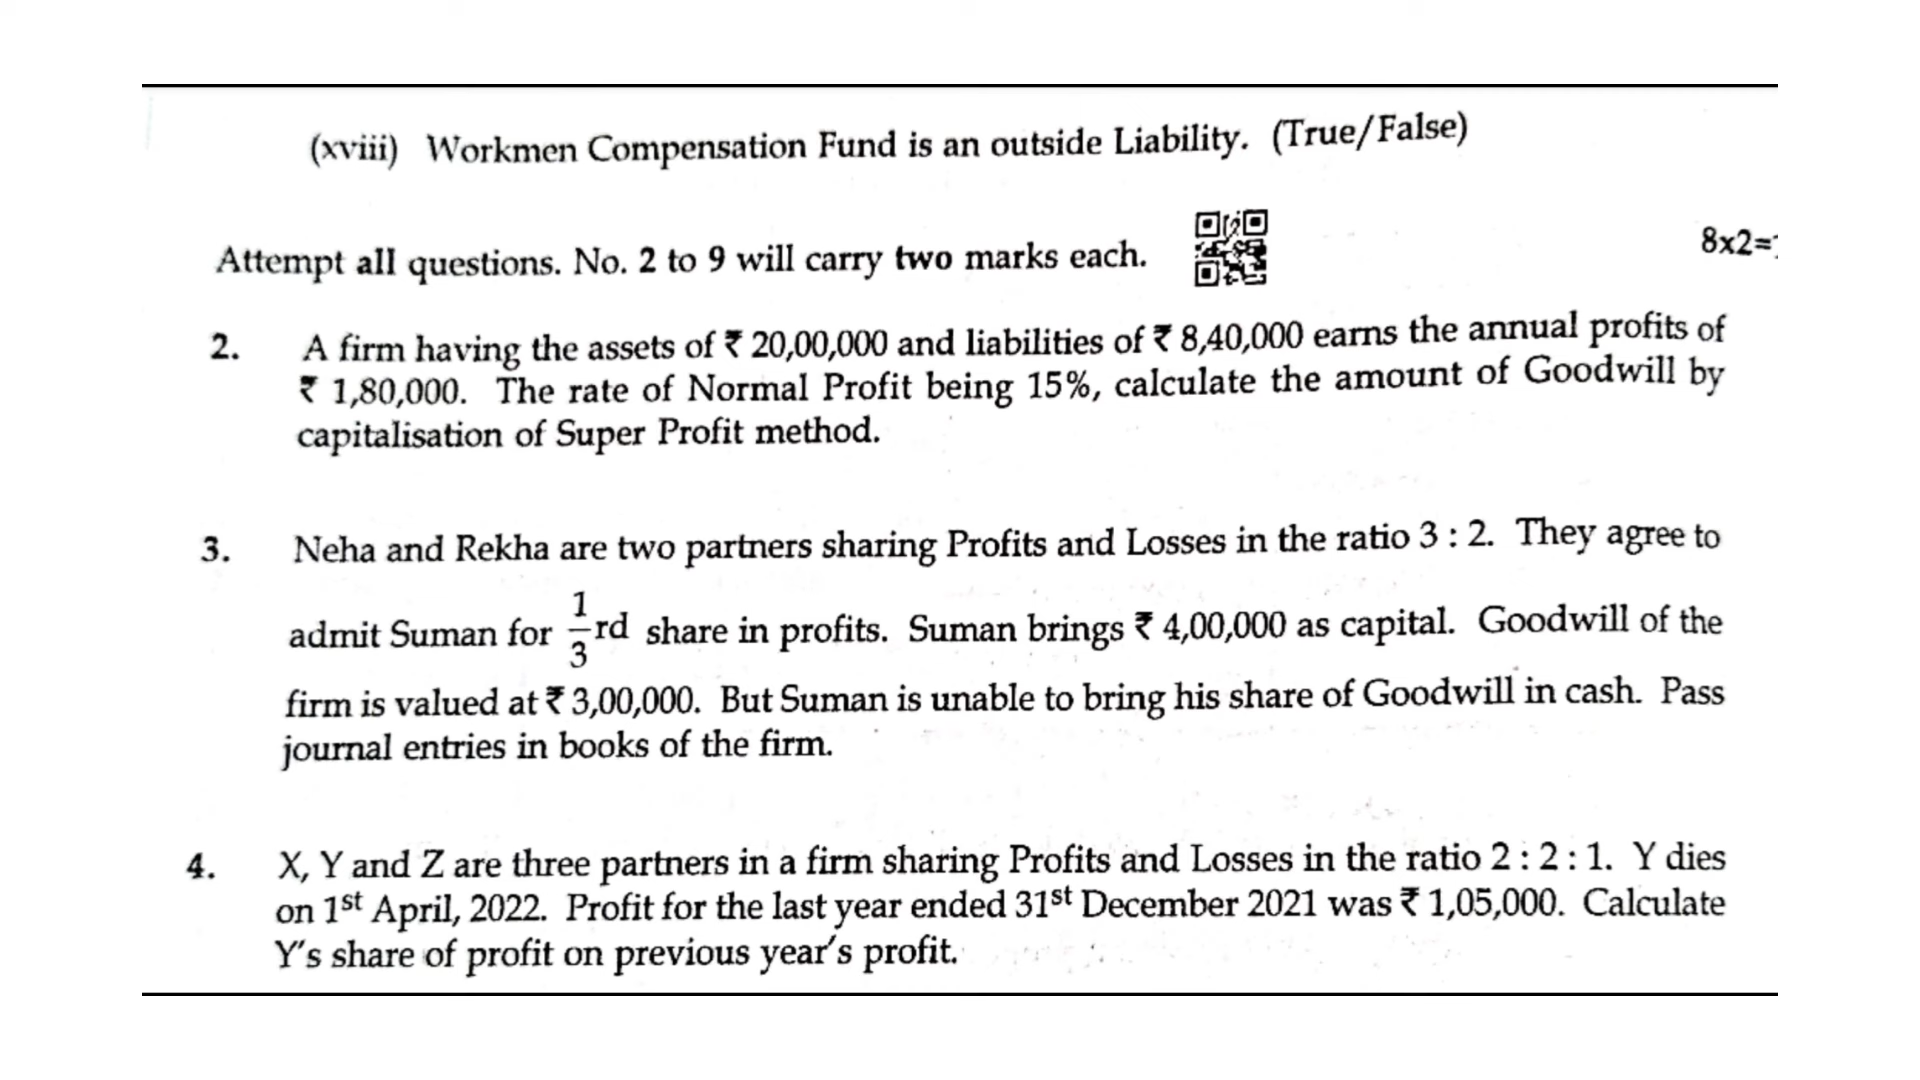 (xviii) Workmen Compensation Fund is an outside Liability. (True/False)
Attempt all questions. No. 2 to 9 will carry two marks each. 8x2=
2. A firm having the assets of ₹ 20,00,000 and liabilities of ₹ 8,40,000 earns the annual profits of
₹ 1,80,000. The rate of Normal Profit being 15%, calculate the amount of Goodwill by
capitalisation of Super Profit method.
3. Neha and Rekha are two partners sharing Profits and Losses in the ratio 3 : 2. They agree to
admit Suman for 1/3 rd share in profits. Suman brings ₹ 4,00,000 as capital. Goodwill of the
firm is valued at ₹ 3,00,000. But Suman is unable to bring his share of Goodwill in cash. Pass
journal entries in books of the firm.
4. X, Y and Z are three partners in a firm sharing Profits and Losses in the ratio 2 : 2 : 1. Y dies
on 1st April, 2022. Profit for the last year ended 31st December 2021 was ₹ 1,05,000. Calculate
Y's share of profit on previous year's profit.